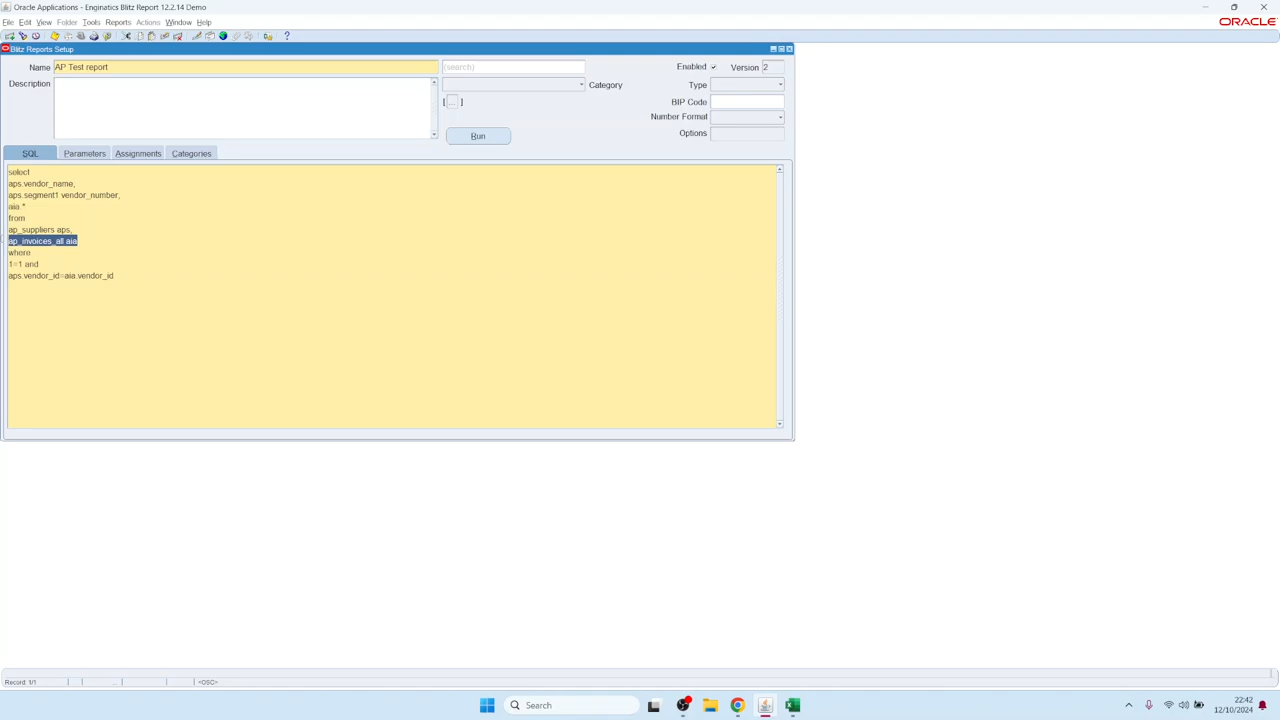 Oracle Applications - Enginatics Blitz Report 12.2.14 Demo
File Edit View Folder Tools Reports Actions Window Help
ORACLE
Blitz Reports Setup
Name AP Test report (search) Enabled Version 2
Description Category Type
[ ... ] BIP Code
Number Format
Run Options
SQL Parameters Assignments Categories
select
aps.vendor_name,
aps.segment1 vendor_number,
aia *
from
ap_suppliers aps,
ap_invoices_all aia
where
1=1 and
aps.vendor_id=aia.vendor_id
Record: 1/1 ... <OSC>
Search
22:42
12/10/2024